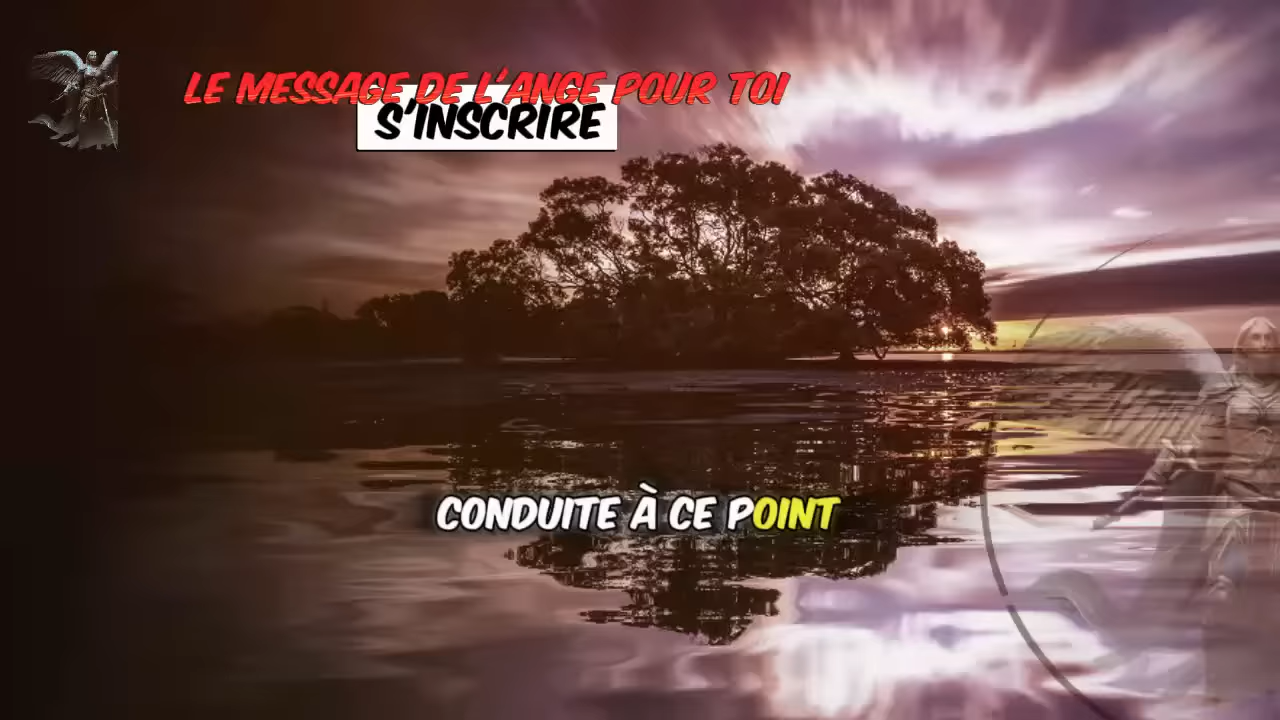 LE MESSAGE DE L'ANGE POUR TOI
S'INSCRIRE
CONDUITE À CE POINT